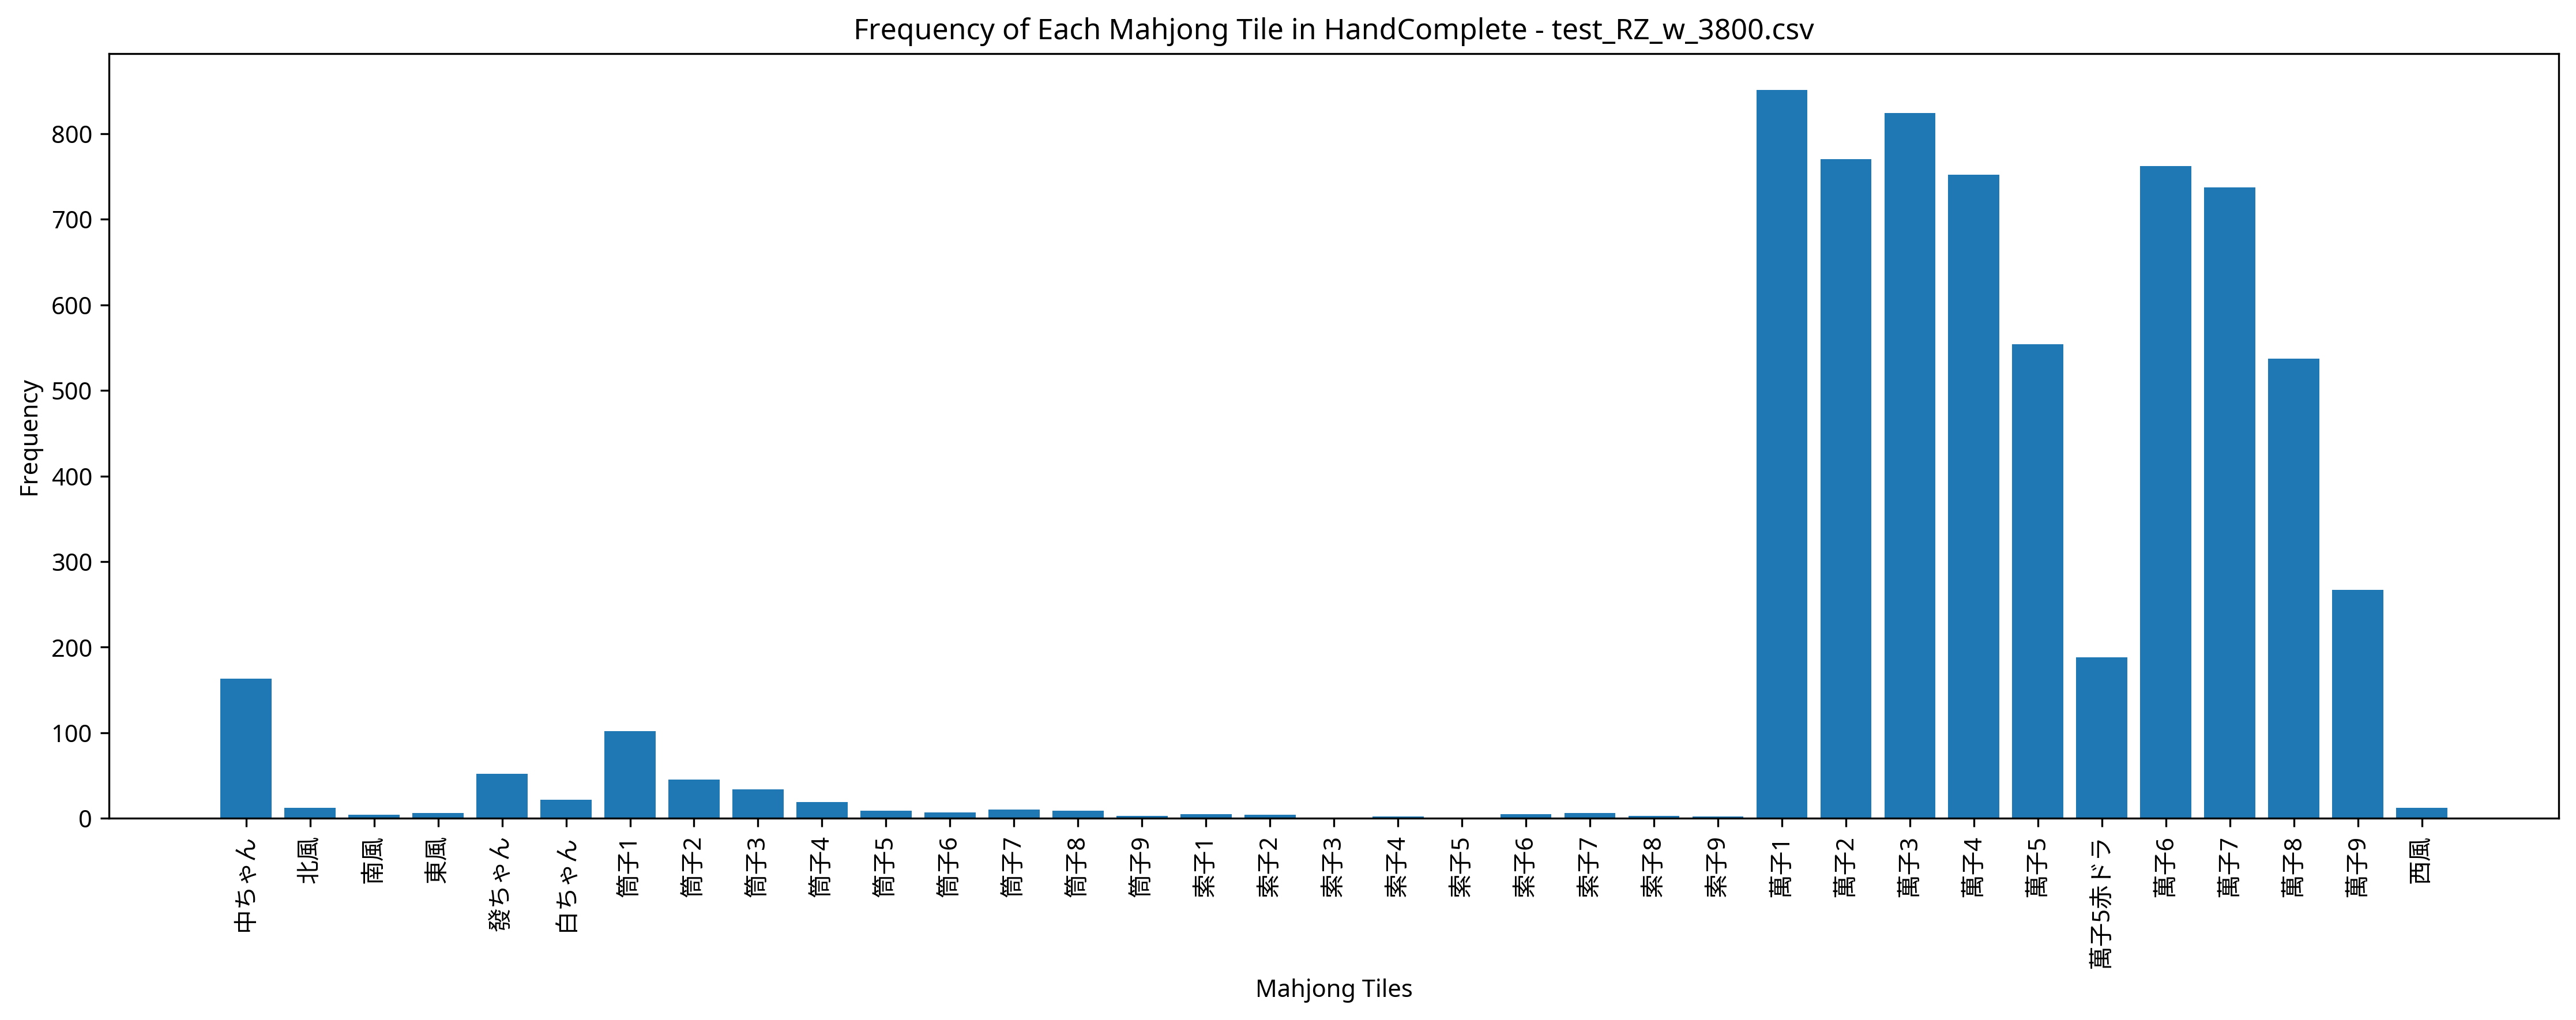 Frequency of Each Mahjong Tile in HandComplete - test_RZ_w_3800.csv
Frequency
800
700
600
500
400
300
200
100
0
中ちゃん
北風
南風
東風
發ちゃん
白ちゃん
筒子1
筒子2
筒子3
筒子4
筒子5
筒子6
筒子7
筒子8
筒子9
索子1
索子2
索子3
索子4
索子5
索子6
索子7
索子8
索子9
萬子1
萬子2
萬子3
萬子4
萬子5
萬子5赤ドラ
萬子6
萬子7
萬子8
萬子9
西風
Mahjong Tiles